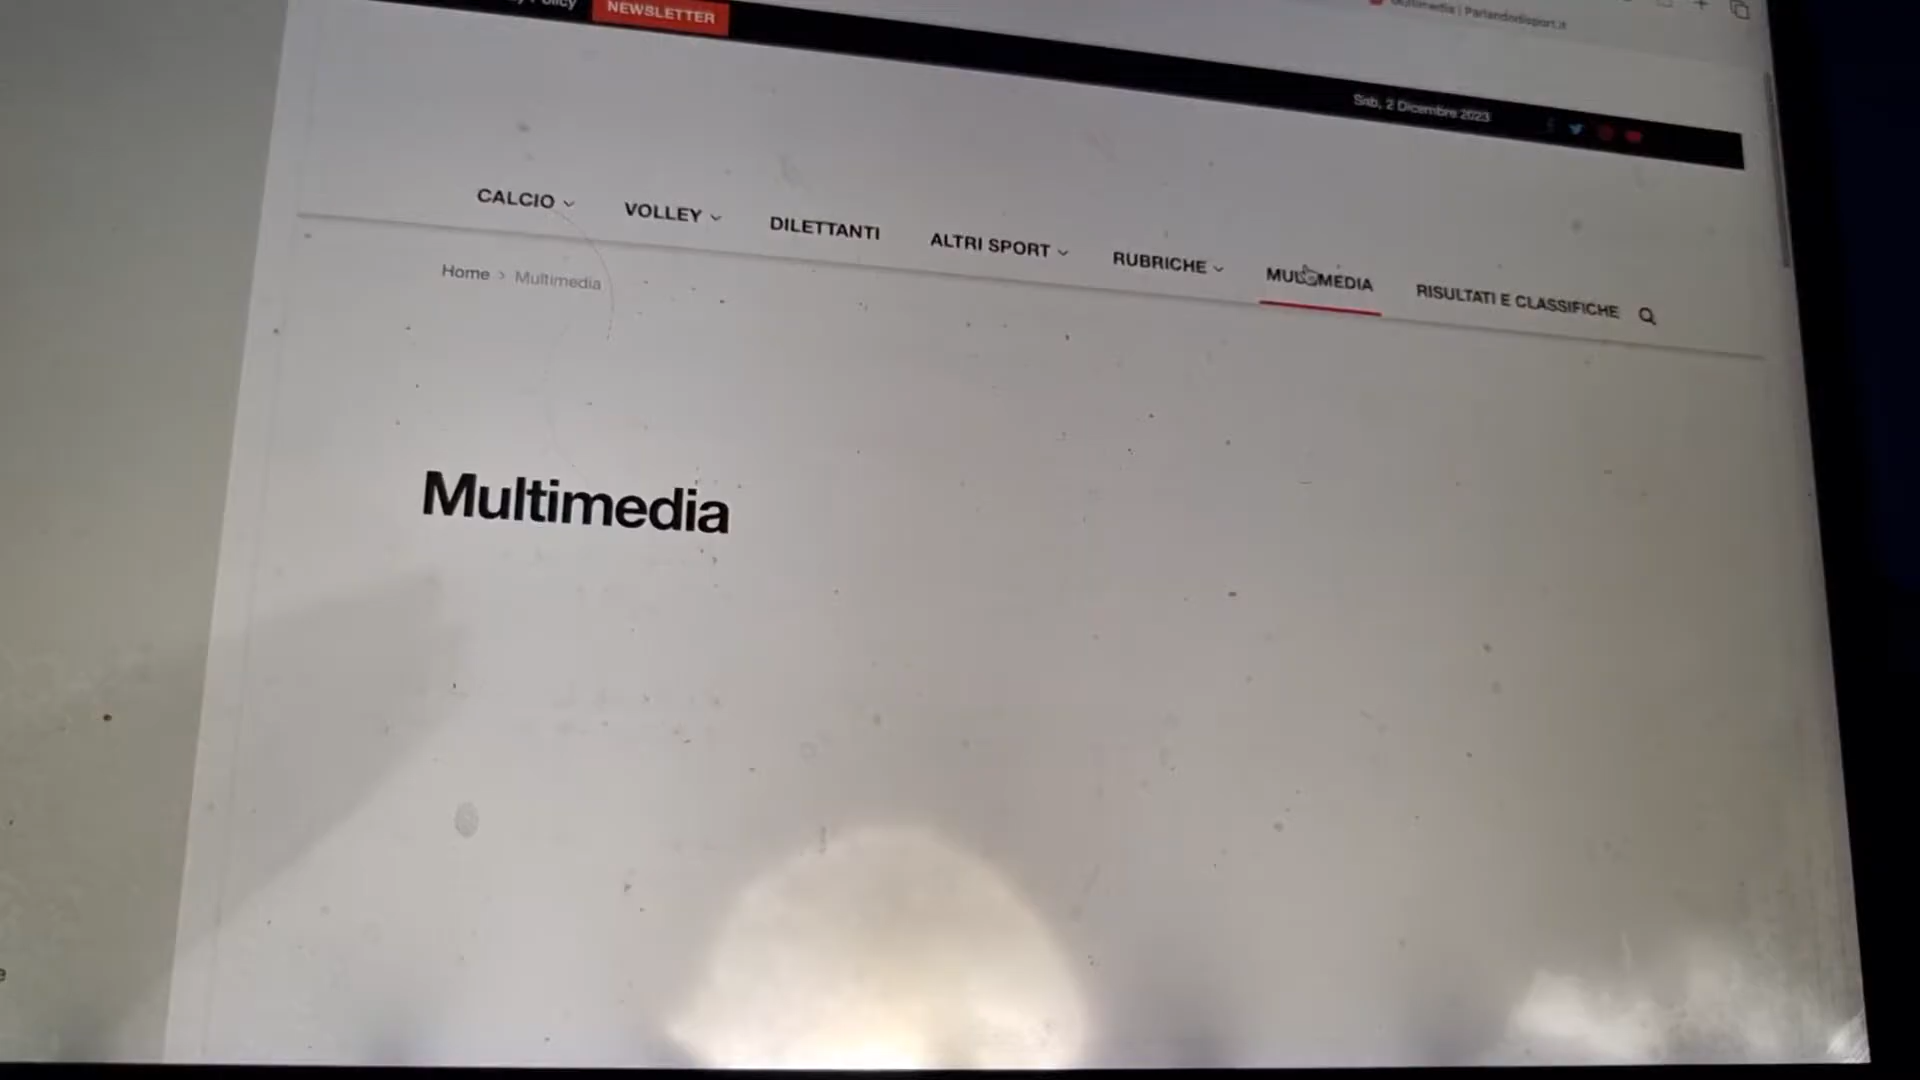 Policy NEWSLETTER
Multimedia | Parlandodisport.it
Sab, 2 Dicembre 2023
CALCIO VOLLEY DILETTANTI ALTRI SPORT RUBRICHE MULTIMEDIA RISULTATI E CLASSIFICHE
Home > Multimedia
Multimedia